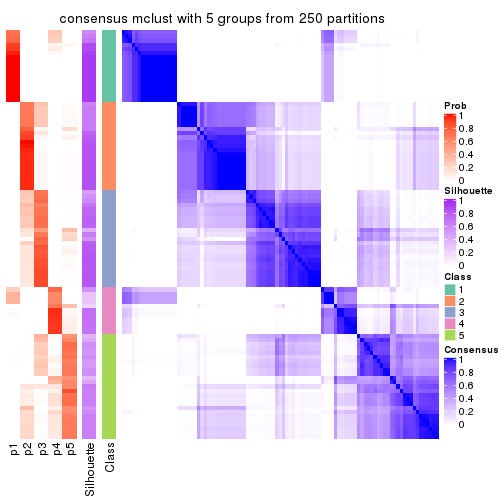 consensus mclust with 5 groups from 250 partitions
Prob
1
0.8
0.6
0.4
0.2
0
Silhouette
1
0.8
0.6
0.4
0.2
0
Class
1
2
3
4
5
Consensus
1
0.8
0.6
0.4
0.2
0
p1
p2
p3
p4
p5
Silhouette
Class